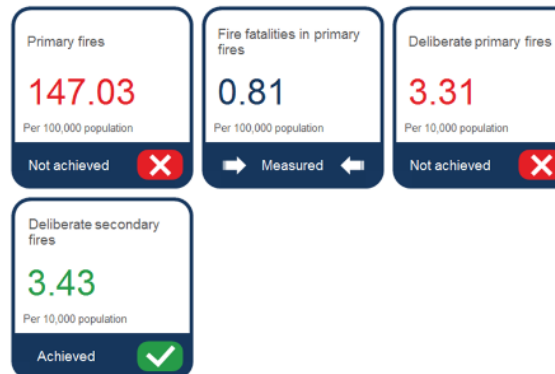 Primary fires
147.03
Per 100,000 population
Not achieved
Fire fatalities in primary
fires
0.81
Per 100,000 population
Measured
Deliberate primary fires
3.31
Per 10,000 population
Not achieved
Deliberate secondary
fires
3.43
Per 10,000 population
Achieved